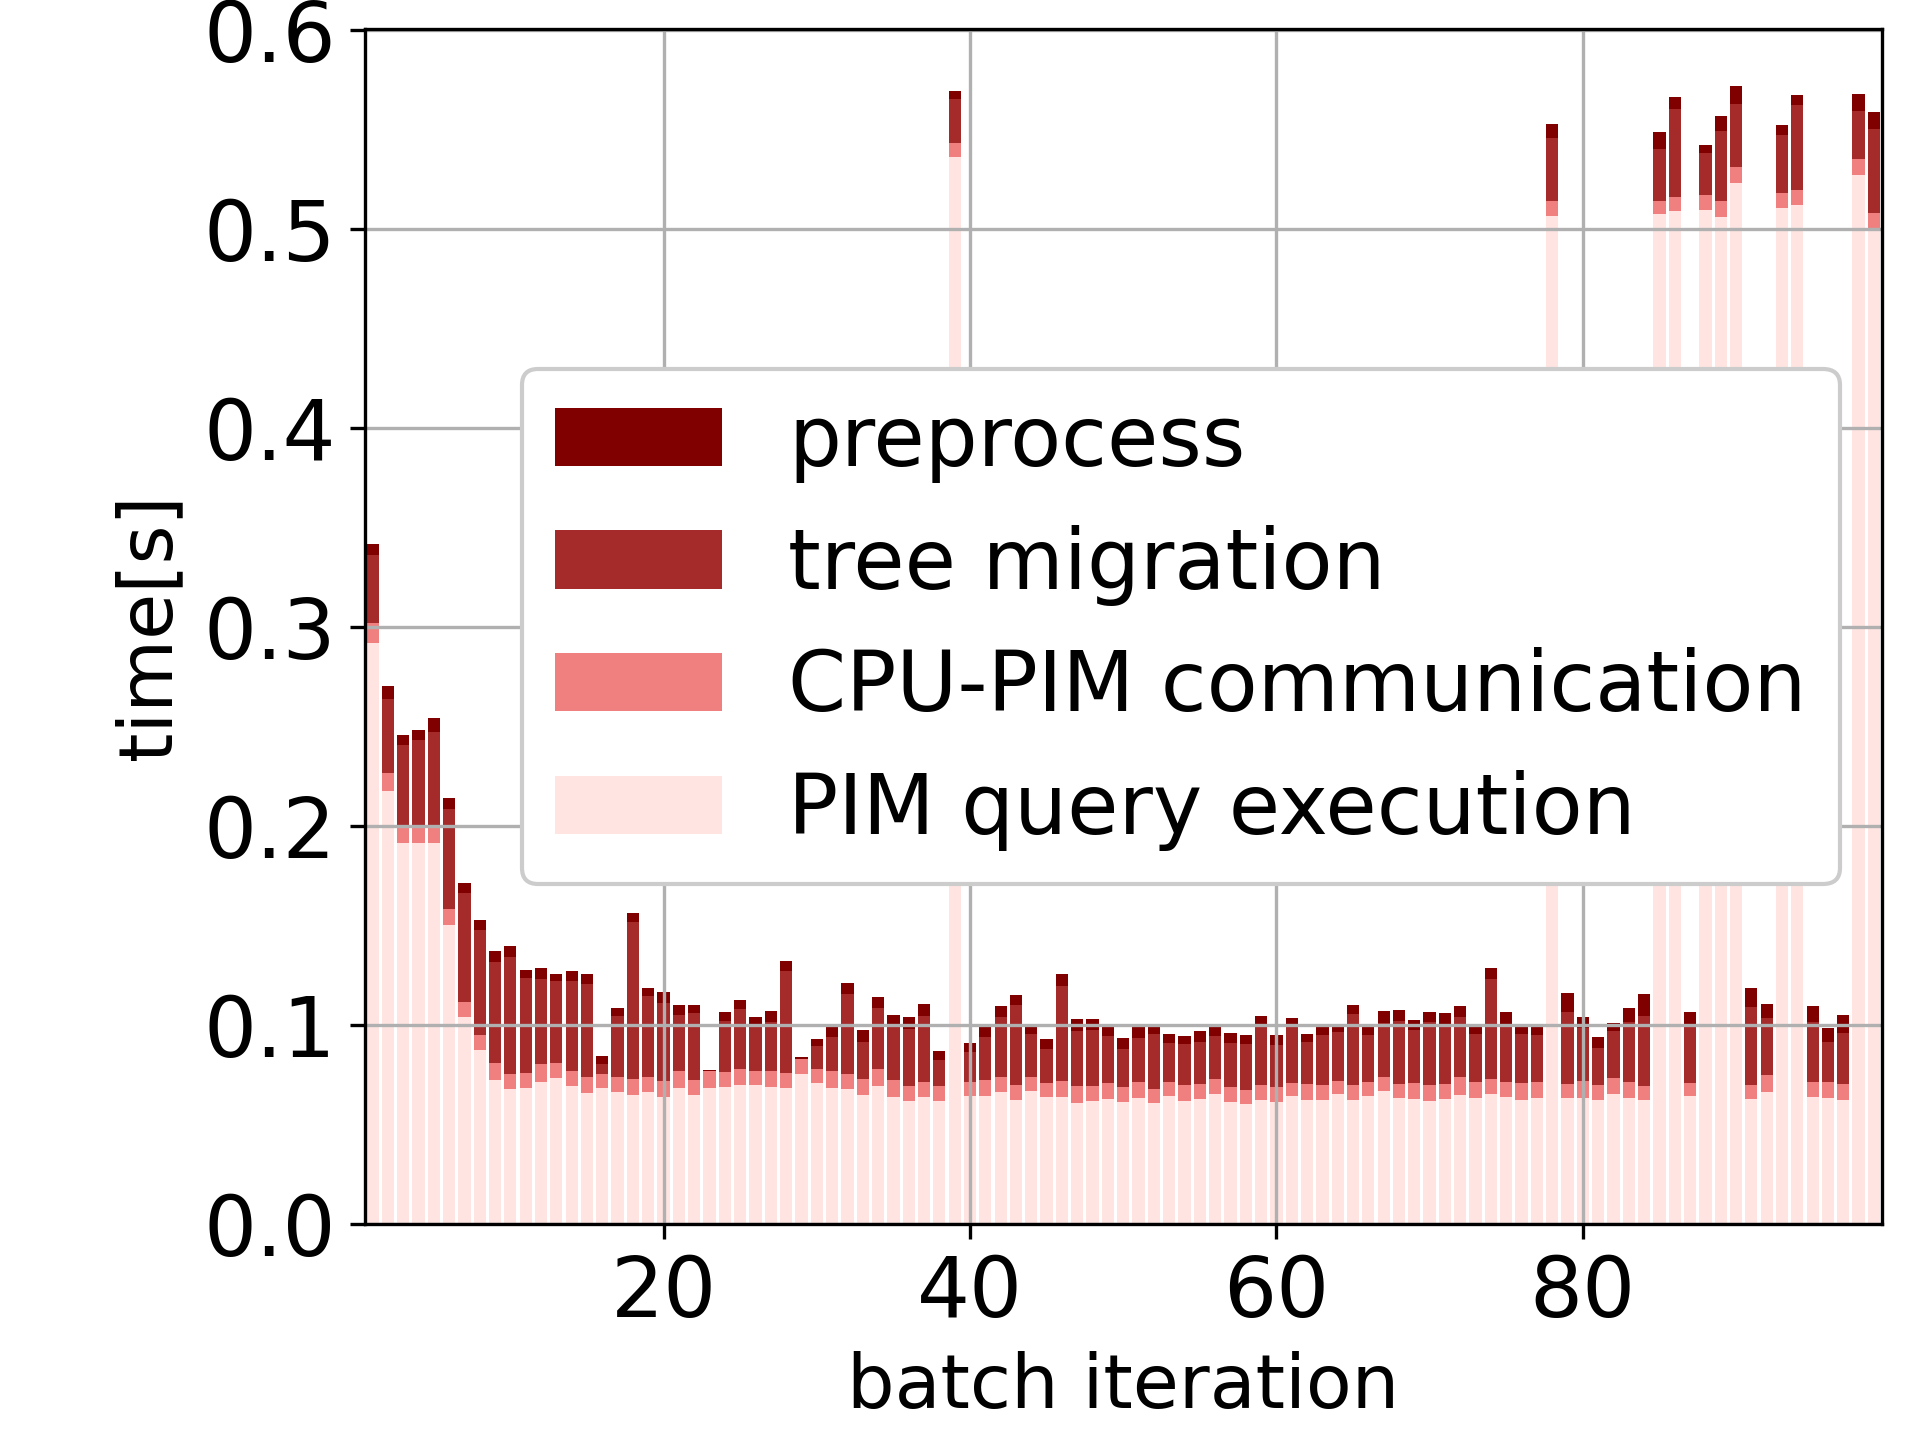 0.6
0.5
0.4
0.3
0.2
0.1
0.0
time[s]
preprocess
tree migration
CPU-PIM communication
PIM query execution
20 40 60 80
batch iteration